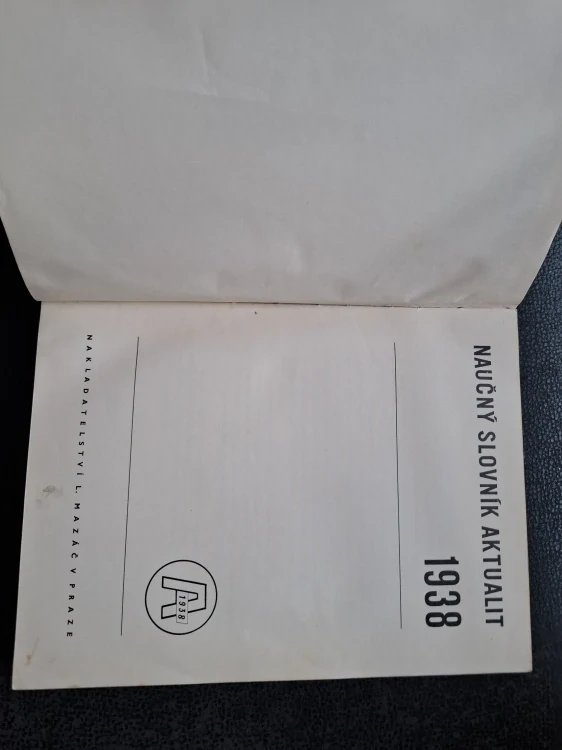 NAUČNÝ SLOVNÍK AKTUALIT
1938
A
1938
NAKLADATELSTVÍ L. MAZÁČ V PRAZE